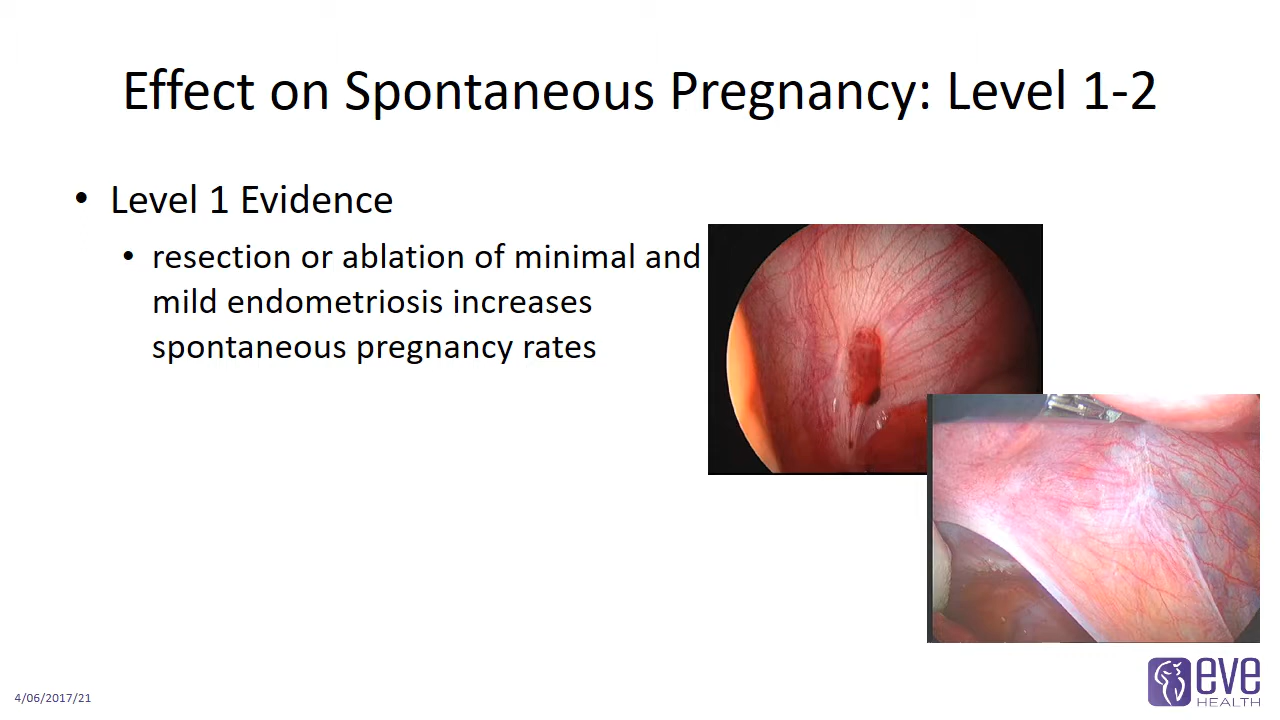 Effect on Spontaneous Pregnancy: Level 1-2
• Level 1 Evidence
• resection or ablation of minimal and
mild endometriosis increases
spontaneous pregnancy rates
4/06/2017/21
eve
HEALTH